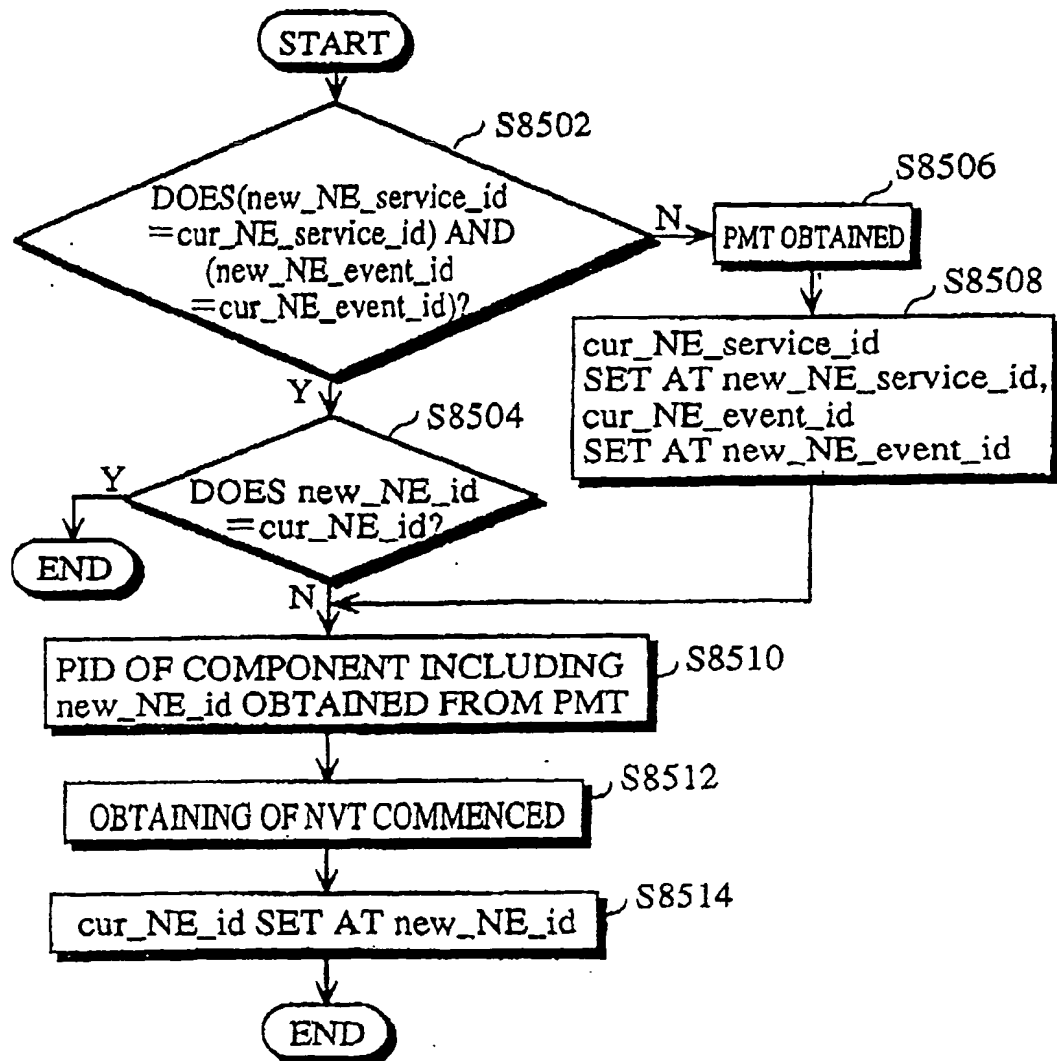 START
S8502
DOES(new_NE_service_id
=cur_NE_service_id) AND
(new_NE_event_id
=cur_NE_event_id)?
N
S8506
PMT OBTAINED
S8508
cur_NE_service_id
SET AT new_NE_service_id,
cur_NE_event_id
SET AT new_NE_event_id
Y
S8504
DOES new_NE_id
=cur_NE_id?
Y
END
N
PID OF COMPONENT INCLUDING
new_NE_id OBTAINED FROM PMT
S8510
OBTAINING OF NVT COMMENCED
S8512
cur_NE_id SET AT new_NE_id
S8514
END